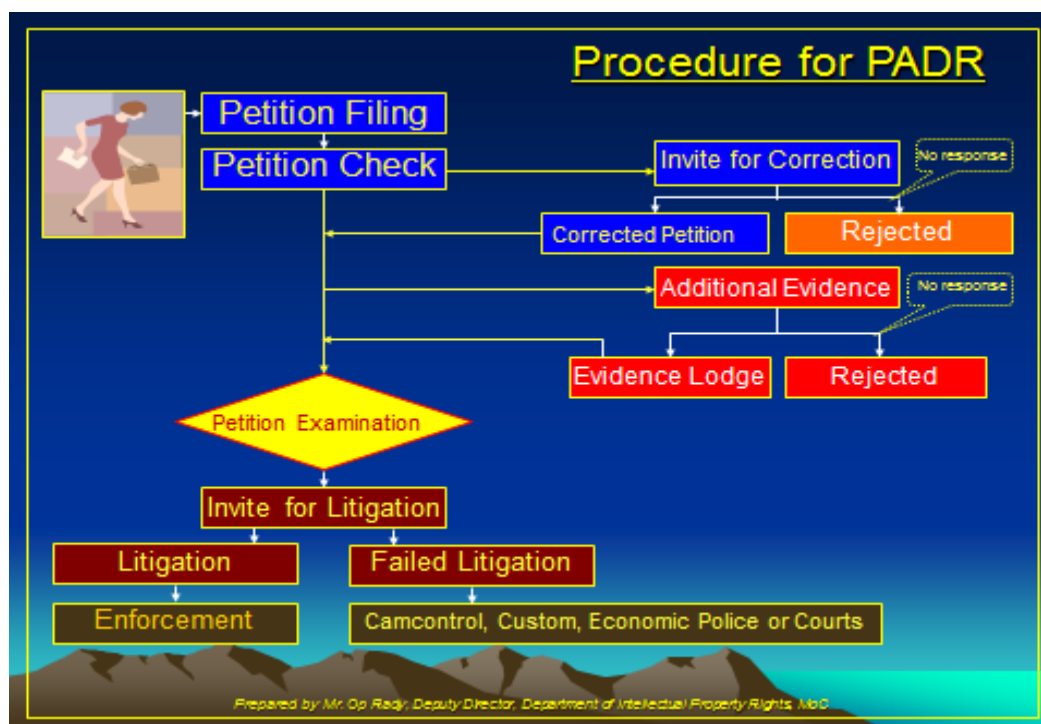 Procedure for PADR
Petition Filing
Petition Check
Invite for Correction
No response
Corrected Petition
Rejected
Additional Evidence
No response
Evidence Lodge
Rejected
Petition Examination
Invite for Litigation
Litigation
Failed Litigation
Enforcement
Camcontrol, Custom, Economic Police or Courts
Prepared by Mr. Op Rady, Deputy Director, Department of Intellectual Property Rights, MoC